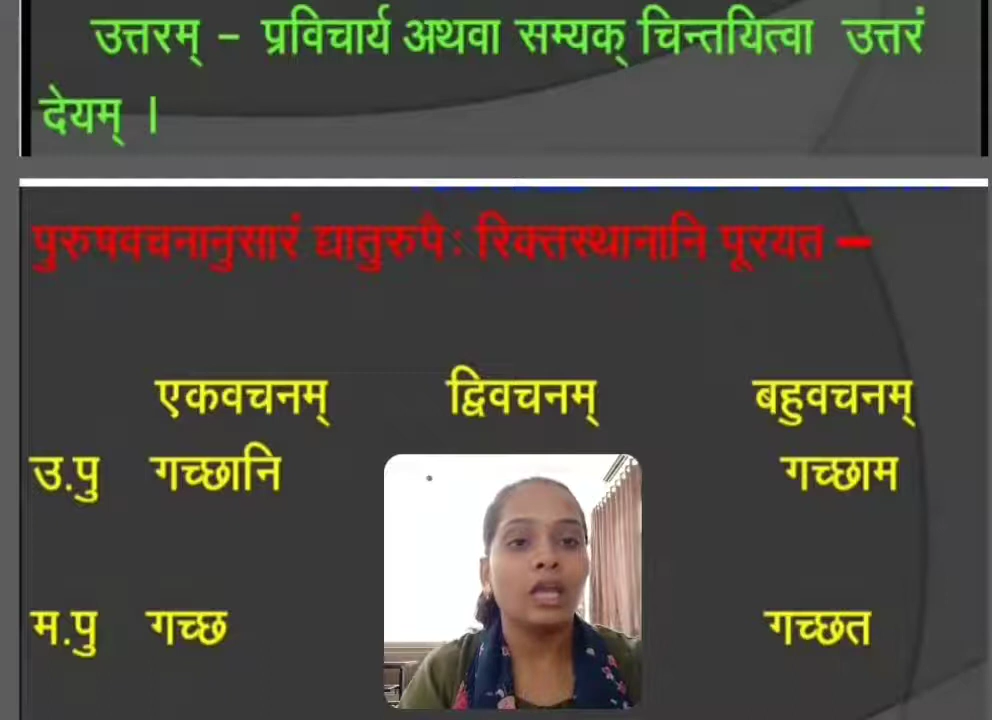 उत्तरम् – प्रविचार्य अथवा सम्यक् चिन्तयित्वा उत्तरं
देयम् ।
पुरुषवचनानुसारं द्यातुरुपैः रिक्तस्थानानि पूरयत –
एकवचनम् द्विवचनम् बहुवचनम्
उ.पु गच्छानि गच्छाम
म.पु गच्छ गच्छत